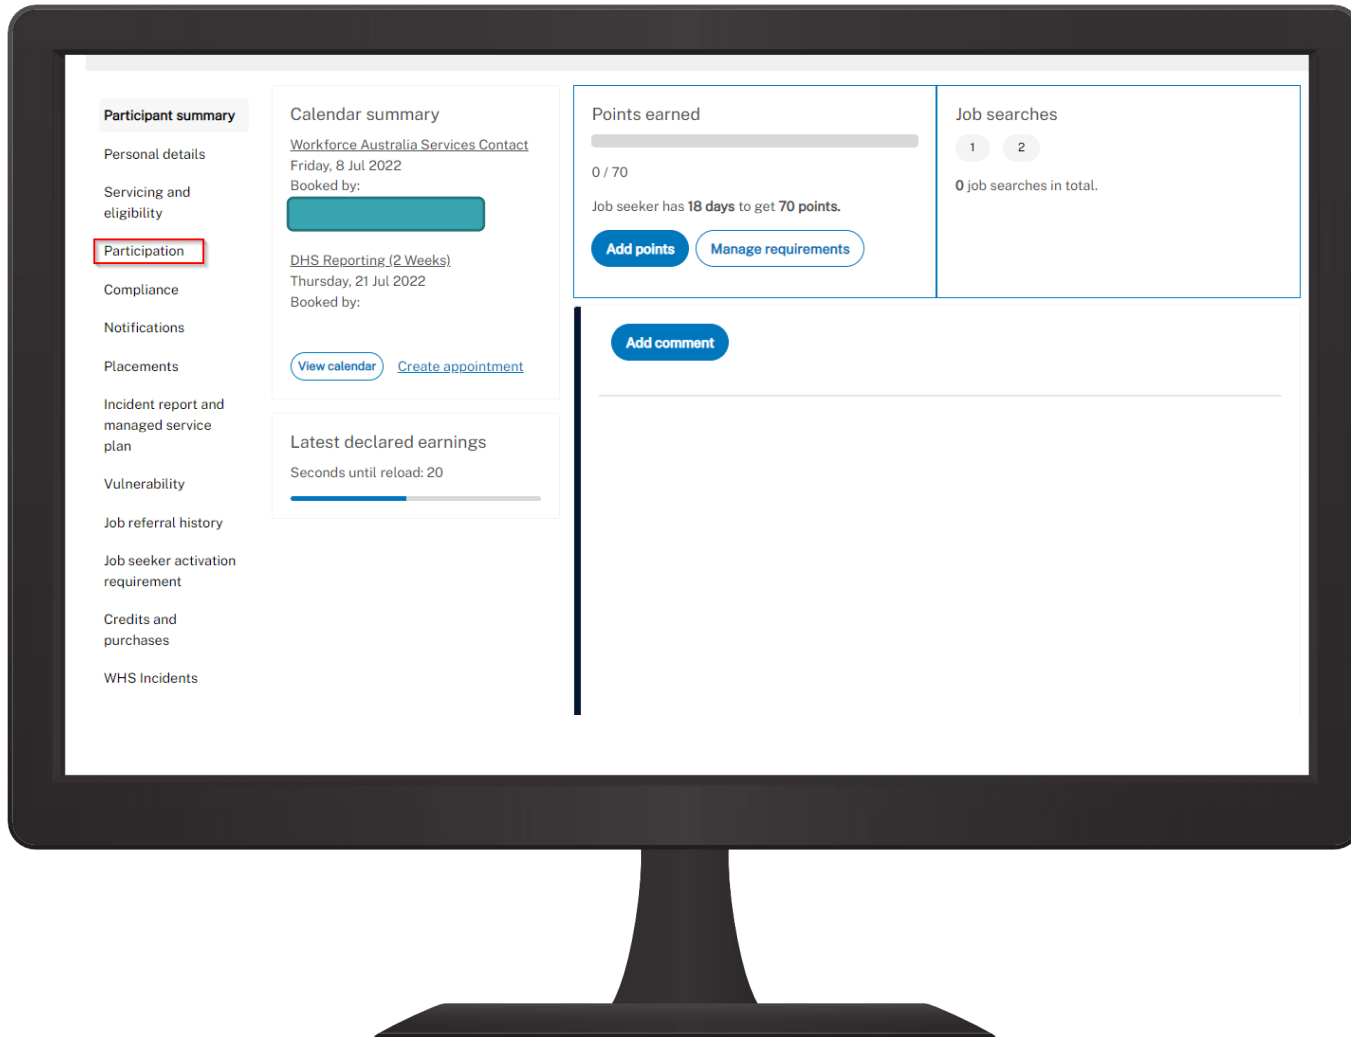 Participant summary
Personal details
Servicing and
eligibility
Participation
Compliance
Notifications
Placements
Incident report and
managed service
plan
Vulnerability
Job referral history
Job seeker activation
requirement
Credits and
purchases
WHS Incidents
Calendar summary
Workforce Australia Services Contact
Friday, 8 Jul 2022
Booked by:
DHS Reporting (2 Weeks)
Thursday, 21 Jul 2022
Booked by:
View calendar Create appointment
Latest declared earnings
Seconds until reload: 20
Points earned
0 / 70
Job seeker has 18 days to get 70 points.
Add points Manage requirements
Job searches
1 2
0 job searches in total.
Add comment